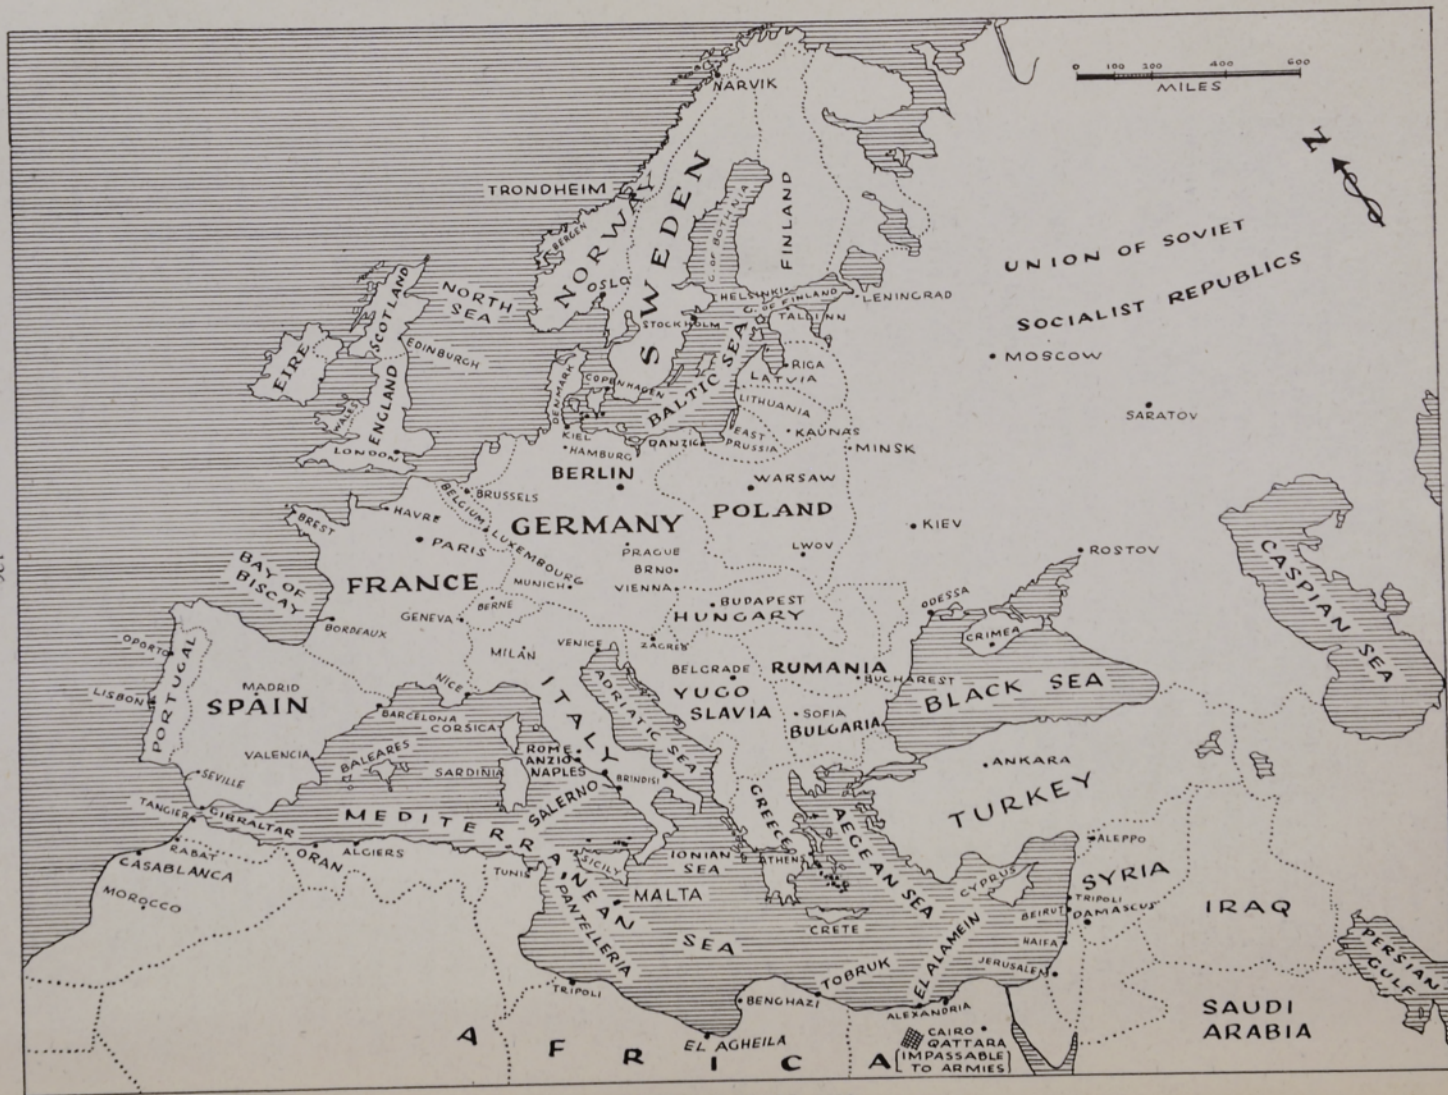 0 100 200 400 600
MILES
N
NARVIK
TRONDHEIM
NORWAY
SWEDEN
FINLAND
G. OF BOTHNIA
BERGEN
OSLO
HELSINKI
G. OF FINLAND
LENINGRAD
STOCKHOLM
TALLINN
UNION OF SOVIET
SOCIALIST REPUBLICS
MOSCOW
SARATOV
NORTH
SEA
SCOTLAND
EDINBURGH
EIRE
ENGLAND
WALES
LONDON
DENMARK
COPENHAGEN
BALTIC SEA
RIGA
LATVIA
LITHUANIA
KAUNAS
EAST
PRUSSIA
MINSK
KIEL
HAMBURG
DANZIG
BERLIN
WARSAW
POLAND
BRUSSELS
BELGIUM
LUXEMBOURG
GERMANY
HAVRE
BREST
PARIS
PRAGUE
BRNO
LWOV
KIEV
ROSTOV
CASPIAN
SEA
BAY OF
BISCAY
FRANCE
MUNICH
VIENNA
BERNE
GENEVA
BUDAPEST
HUNGARY
ODESSA
CRIMEA
BORDEAUX
OPORTO
PORTUGAL
LISBON
MADRID
SPAIN
MILAN
VENICE
ZAGREB
NICE
BELGRADE
RUMANIA
BUCHAREST
BLACK SEA
YUGO
SLAVIA
SOFIA
BULGARIA
ITALY
ADRIATIC SEA
BARCELONA
CORSICA
VALENCIA
BALEARES
SARDINIA
ROME
ANZIO
NAPLES
BRINDISI
SALERNO
SEVILLE
TANGIER
GIBRALTAR
MEDITERRANEAN
SEA
GREECE
AEGEAN SEA
ANKARA
TURKEY
RABAT
CASABLANCA
MOROCCO
ORAN
ALGIERS
TUNIS
SICILY
PANTELLERIA
MALTA
IONIAN
SEA
ATHENS
CRETE
CYPRUS
ALEPPO
SYRIA
TRIPOLI
BEIRUT
DAMASCUS
HAIFA
JERUSALEM
IRAQ
PERSIAN
GULF
SAUDI
ARABIA
TRIPOLI
BENGHAZI
TOBRUK
EL ALAMEIN
ALEXANDRIA
EL AGHEILA
AFRICA
CAIRO
QATTARA
[IMPASSABLE
TO ARMIES]